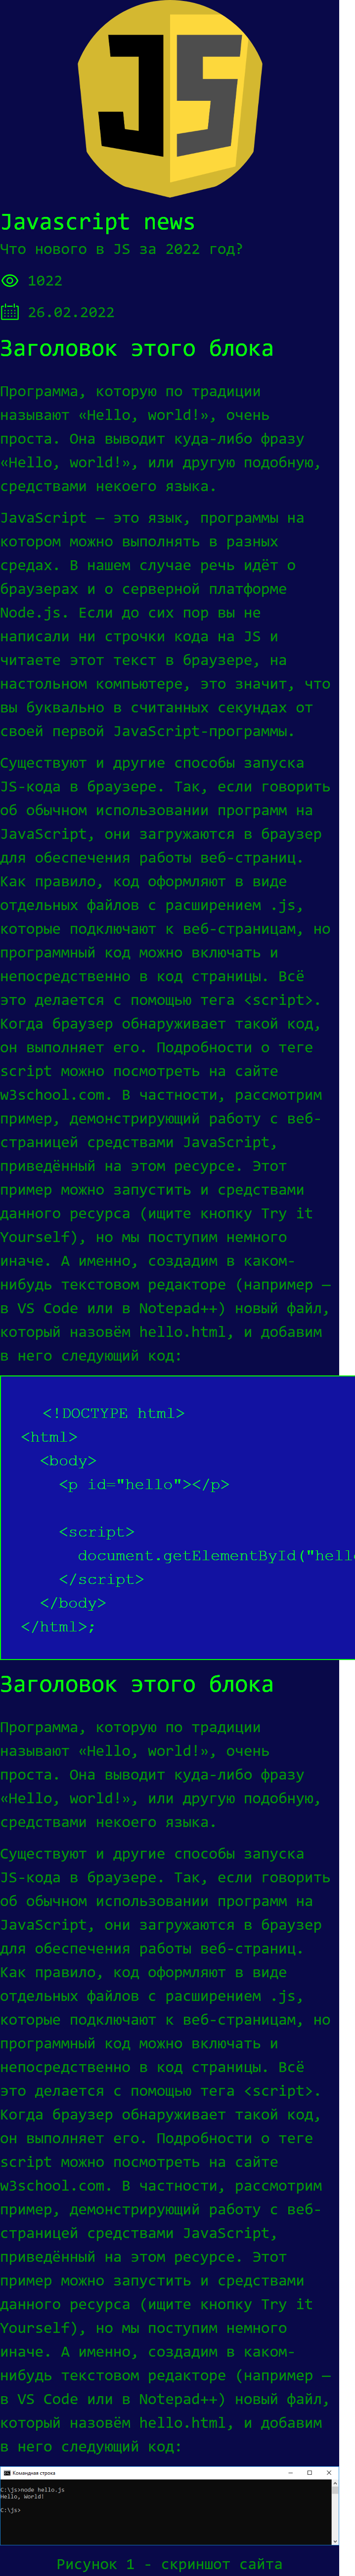 JS
Javascript news
Что нового в JS за 2022 год?
1022
26.02.2022
Заголовок этого блока
Программа, которую по традиции
называют «Hello, world!», очень
проста. Она выводит куда-либо фразу
«Hello, world!», или другую подобную,
средствами некоего языка.
JavaScript — это язык, программы на
котором можно выполнять в разных
средах. В нашем случае речь идёт о
браузерах и о серверной платформе
Node.js. Если до сих пор вы не
написали ни строчки кода на JS и
читаете этот текст в браузере, на
настольном компьютере, это значит, что
вы буквально в считанных секундах от
своей первой JavaScript-программы.
Существуют и другие способы запуска
JS-кода в браузере. Так, если говорить
об обычном использовании программ на
JavaScript, они загружаются в браузер
для обеспечения работы веб-страниц.
Как правило, код оформляют в виде
отдельных файлов с расширением .js,
которые подключают к веб-страницам, но
программный код можно включать и
непосредственно в код страницы. Всё
это делается с помощью тега <script>.
Когда браузер обнаруживает такой код,
он выполняет его. Подробности о теге
script можно посмотреть на сайте
w3school.com. В частности, рассмотрим
пример, демонстрирующий работу с веб-
страницей средствами JavaScript,
приведённый на этом ресурсе. Этот
пример можно запустить и средствами
данного ресурса (ищите кнопку Try it
Yourself), но мы поступим немного
иначе. А именно, создадим в каком-
нибудь текстовом редакторе (например —
в VS Code или в Notepad++) новый файл,
который назовём hello.html, и добавим
в него следующий код:
<!DOCTYPE html>
<html>
<body>
<p id="hello"></p>
<script>
document.getElementById("hell
</script>
</body>
</html>;
Заголовок этого блока
Программа, которую по традиции
называют «Hello, world!», очень
проста. Она выводит куда-либо фразу
«Hello, world!», или другую подобную,
средствами некоего языка.
Существуют и другие способы запуска
JS-кода в браузере. Так, если говорить
об обычном использовании программ на
JavaScript, они загружаются в браузер
для обеспечения работы веб-страниц.
Как правило, код оформляют в виде
отдельных файлов с расширением .js,
которые подключают к веб-страницам, но
программный код можно включать и
непосредственно в код страницы. Всё
это делается с помощью тега <script>.
Когда браузер обнаруживает такой код,
он выполняет его. Подробности о теге
script можно посмотреть на сайте
w3school.com. В частности, рассмотрим
пример, демонстрирующий работу с веб-
страницей средствами JavaScript,
приведённый на этом ресурсе. Этот
пример можно запустить и средствами
данного ресурса (ищите кнопку Try it
Yourself), но мы поступим немного
иначе. А именно, создадим в каком-
нибудь текстовом редакторе (например —
в VS Code или в Notepad++) новый файл,
который назовём hello.html, и добавим
в него следующий код:
Командная строка
C:\js>node hello.js
Hello, World!
C:\js>
Рисунок 1 - скриншот сайта